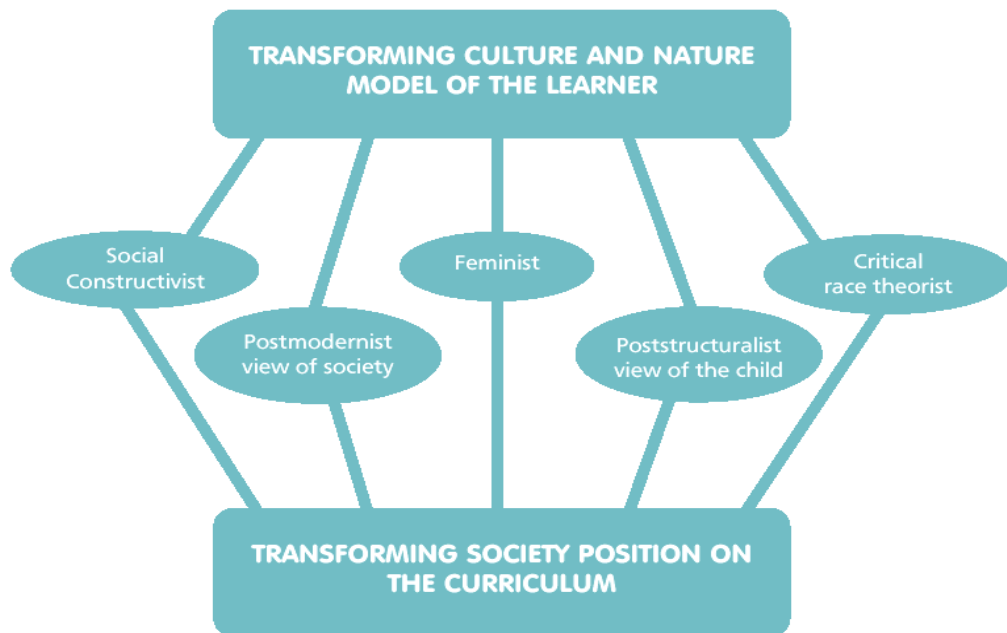 TRANSFORMING CULTURE AND NATURE
MODEL OF THE LEARNER
Social
Constructivist
Feminist
Critical
race theorist
Postmodernist
view of society
Poststructuralist
view of the child
TRANSFORMING SOCIETY POSITION ON
THE CURRICULUM